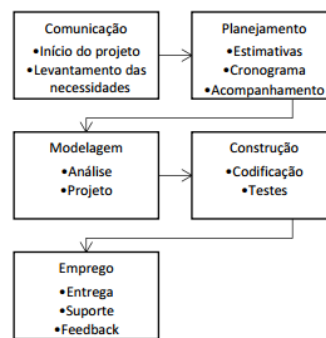 Comunicação
•Início do projeto
•Levantamento das
necessidades
Planejamento
•Estimativas
•Cronograma
•Acompanhamento
Modelagem
•Análise
•Projeto
Construção
•Codificação
•Testes
Emprego
•Entrega
•Suporte
•Feedback